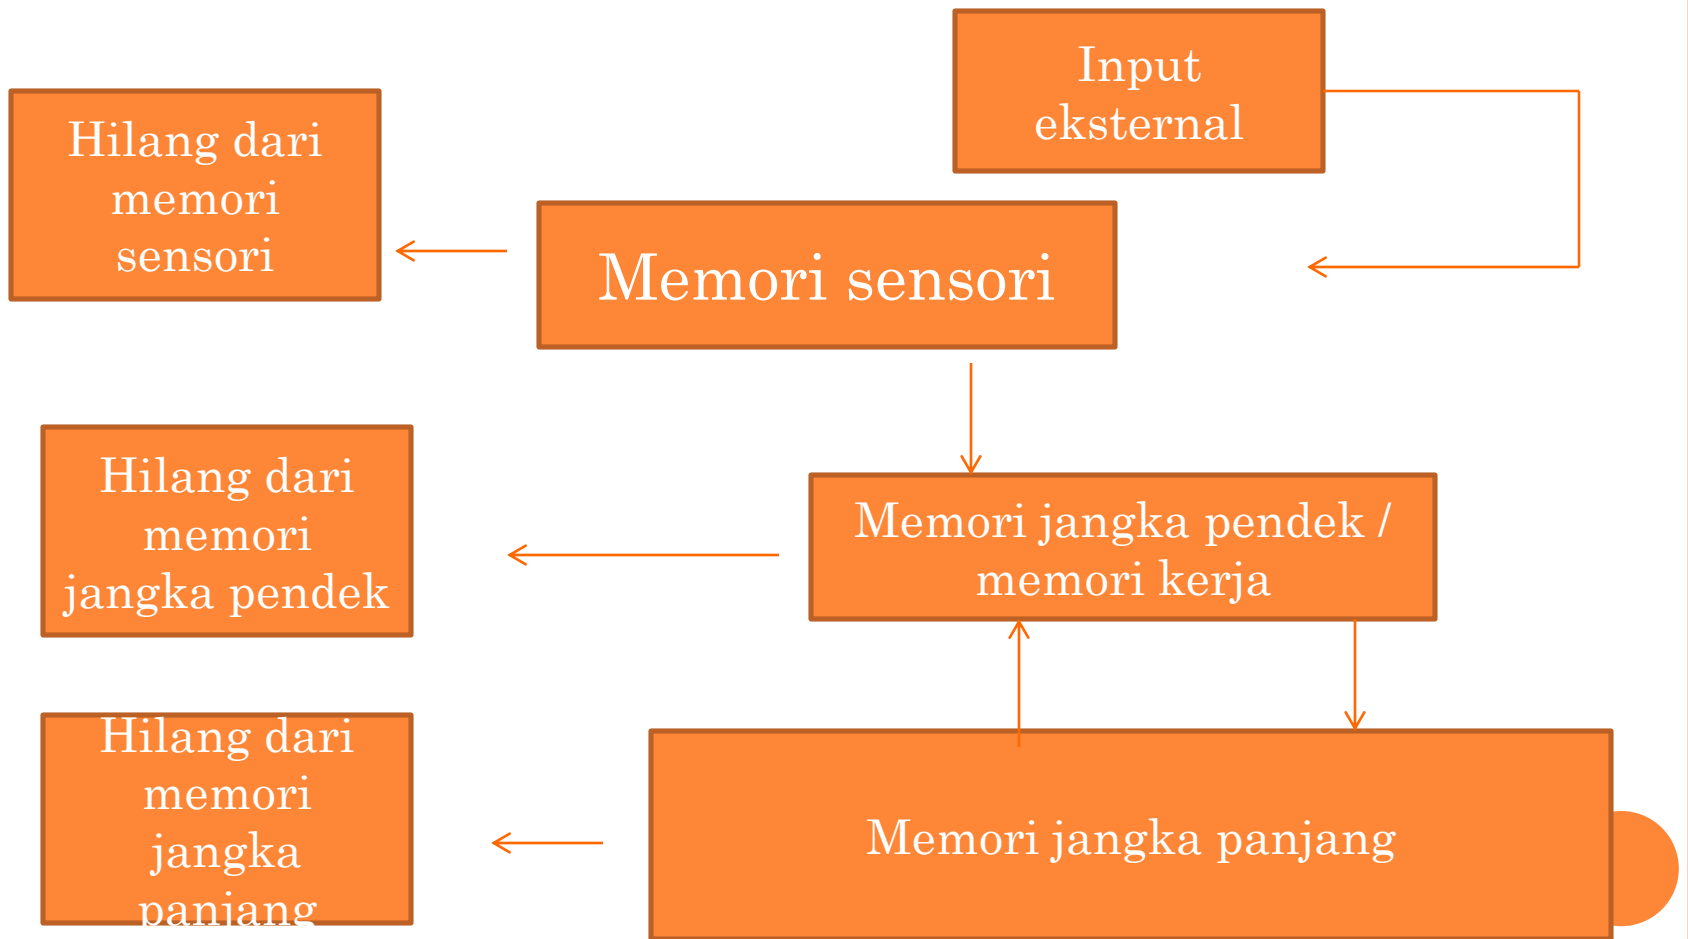 Input
eksternal
Hilang dari
memori
sensori
Memori sensori
Hilang dari
memori
jangka pendek
Memori jangka pendek /
memori kerja
Hilang dari
memori
jangka
panjang
Memori jangka panjang